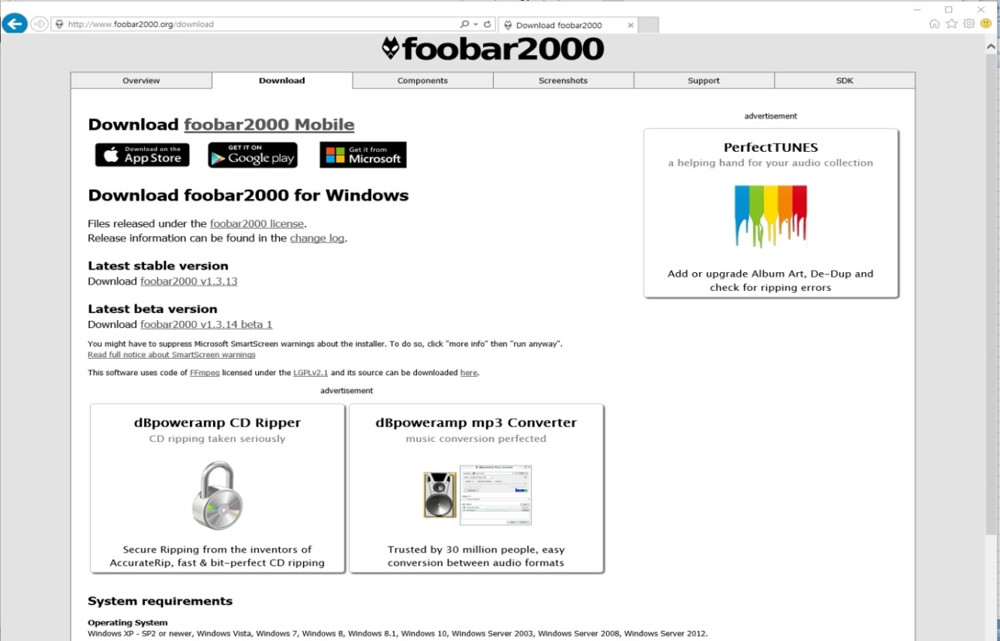 http://www.foobar2000.org/download
Download foobar2000
foobar2000
Overview
Download
Components
Screenshots
Support
SDK
Download foobar2000 Mobile
Download on the
App Store
GET IT ON
Google play
Get it from
Microsoft
Download foobar2000 for Windows
Files released under the foobar2000 license.
Release information can be found in the change log.
Latest stable version
Download foobar2000 v1.3.13
Latest beta version
Download foobar2000 v1.3.14 beta 1
You might have to suppress Microsoft SmartScreen warnings about the installer. To do so, click "more info" then "run anyway".
Read full notice about SmartScreen warnings
This software uses code of FFmpeg licensed under the LGPLv2.1 and its source can be downloaded here.
advertisement
PerfectTUNES
a helping hand for your audio collection
Add or upgrade Album Art, De-Dup and
check for ripping errors
advertisement
dBpoweramp CD Ripper
CD ripping taken seriously
Secure Ripping from the inventors of
AccurateRip, fast & bit-perfect CD ripping
dBpoweramp mp3 Converter
music conversion perfected
Trusted by 30 million people, easy
conversion between audio formats
System requirements
Operating System
Windows XP - SP2 or newer, Windows Vista, Windows 7, Windows 8, Windows 8.1, Windows 10, Windows Server 2003, Windows Server 2008, Windows Server 2012.